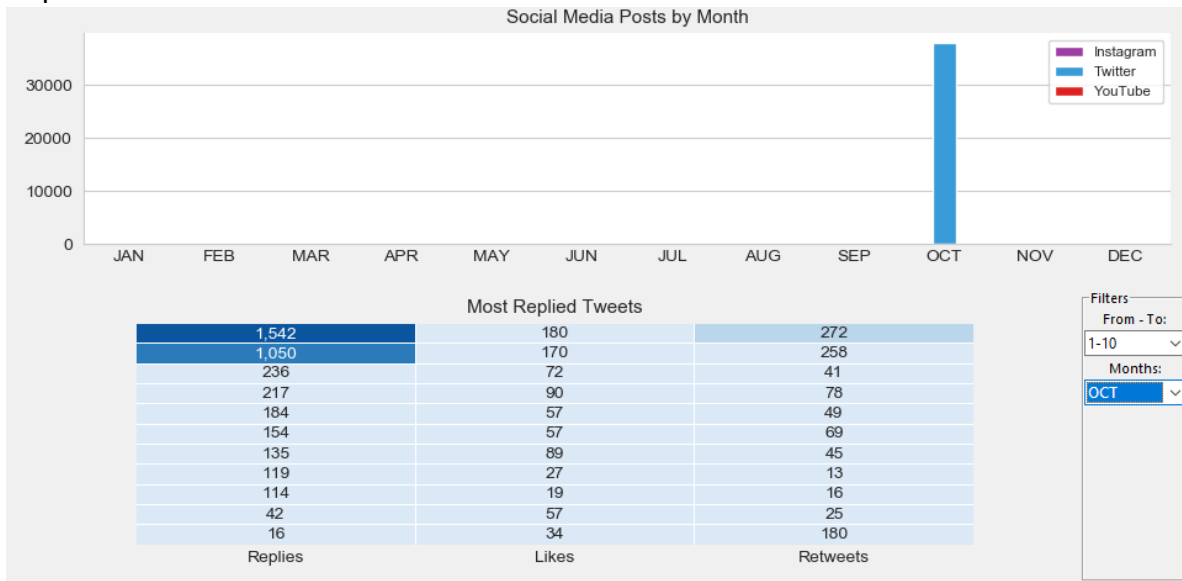 Social Media Posts by Month
Instagram
Twitter
YouTube
30000
20000
10000
0
JAN FEB MAR APR MAY JUN JUL AUG SEP OCT NOV DEC
Most Replied Tweets
1,542 180 272
1,050 170 258
236 72 41
217 90 78
184 57 49
154 57 69
135 89 45
119 27 13
114 19 16
42 57 25
16 34 180
Replies Likes Retweets
Filters
From - To:
1-10
Months:
OCT